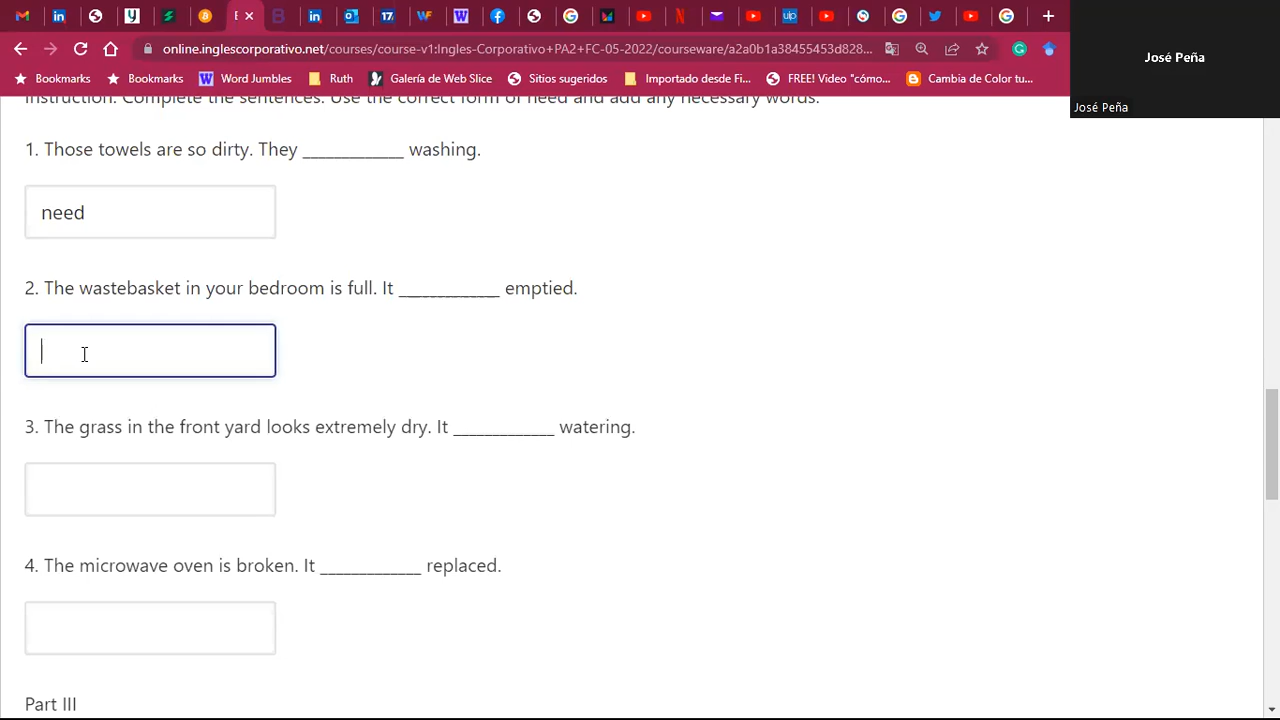 online.inglescorporativo.net/courses/course-v1:Ingles-Corporativo+PA2+FC-05-2022/courseware/a2a0b1a38455453d828...
Bookmarks Bookmarks Word Jumbles Ruth Galería de Web Slice Sitios sugeridos Importado desde Fi... FREE! Video "cómo... Cambia de Color tu...
José Peña
José Peña
Instruction: Complete the sentences. Use the correct form of need and add any necessary words.
1. Those towels are so dirty. They _____________ washing.
need
2. The wastebasket in your bedroom is full. It _____________ emptied.
3. The grass in the front yard looks extremely dry. It _____________ watering.
4. The microwave oven is broken. It _____________ replaced.
Part III